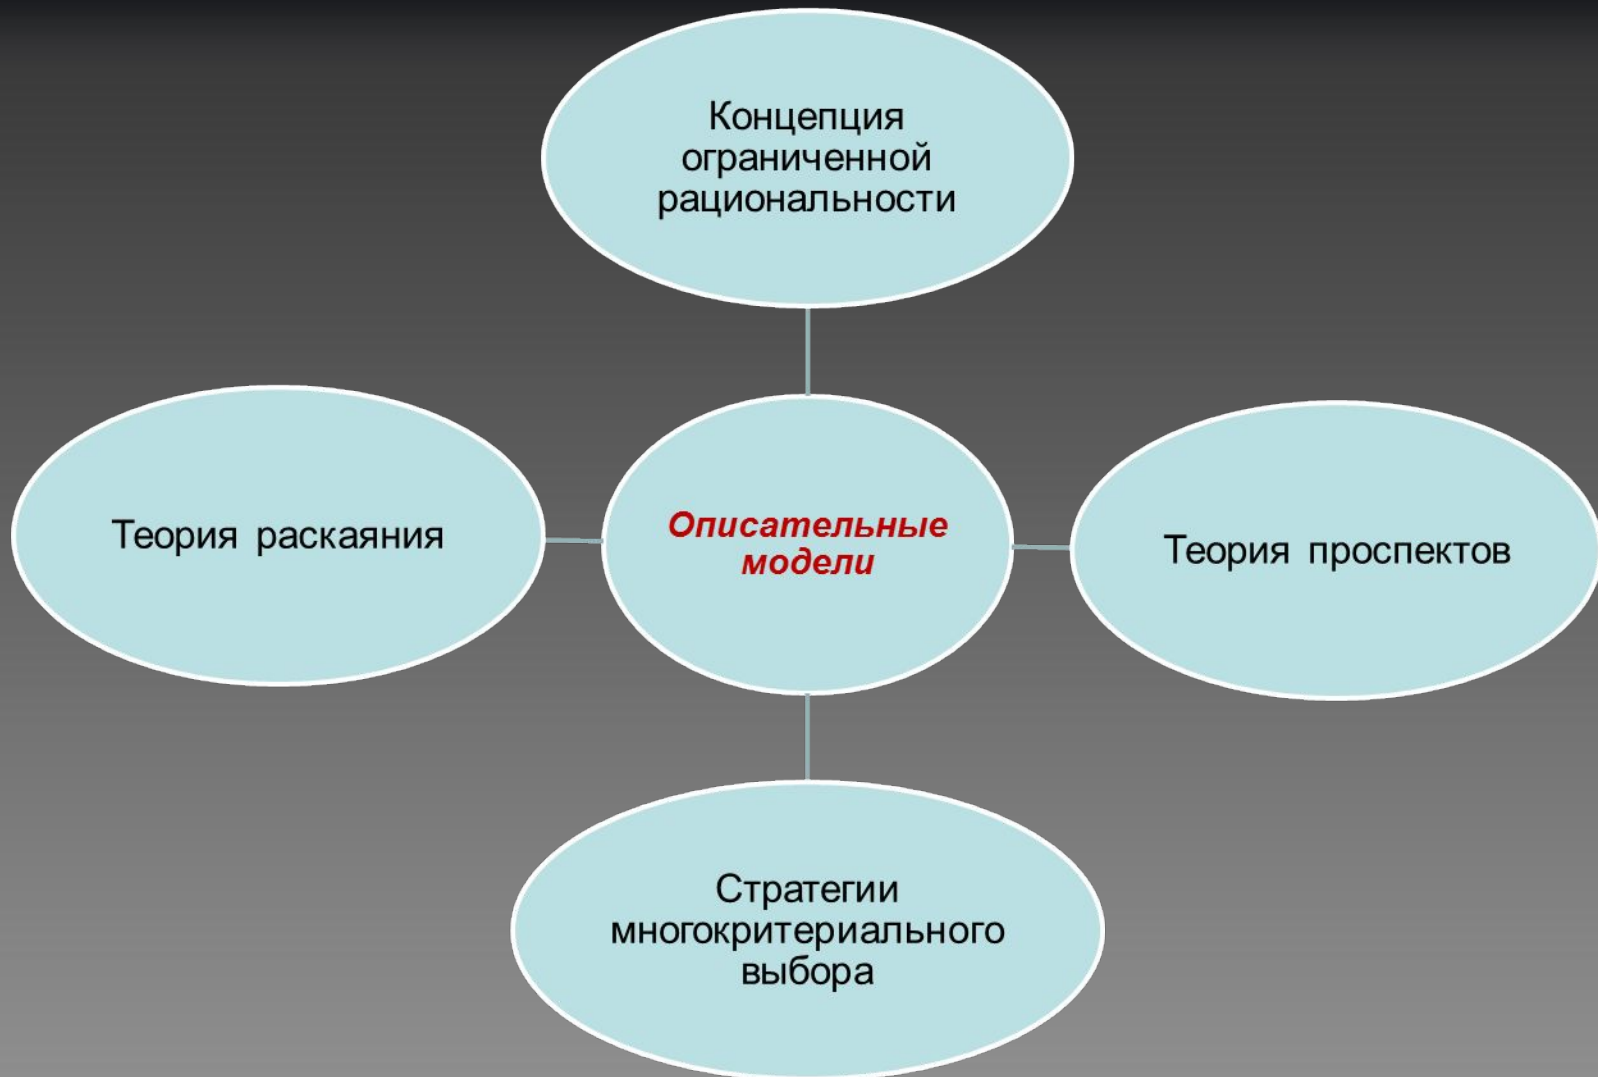 Концепция
ограниченной
рациональности
Теория раскаяния
Описательные
модели
Теория проспектов
Стратегии
многокритериального
выбора